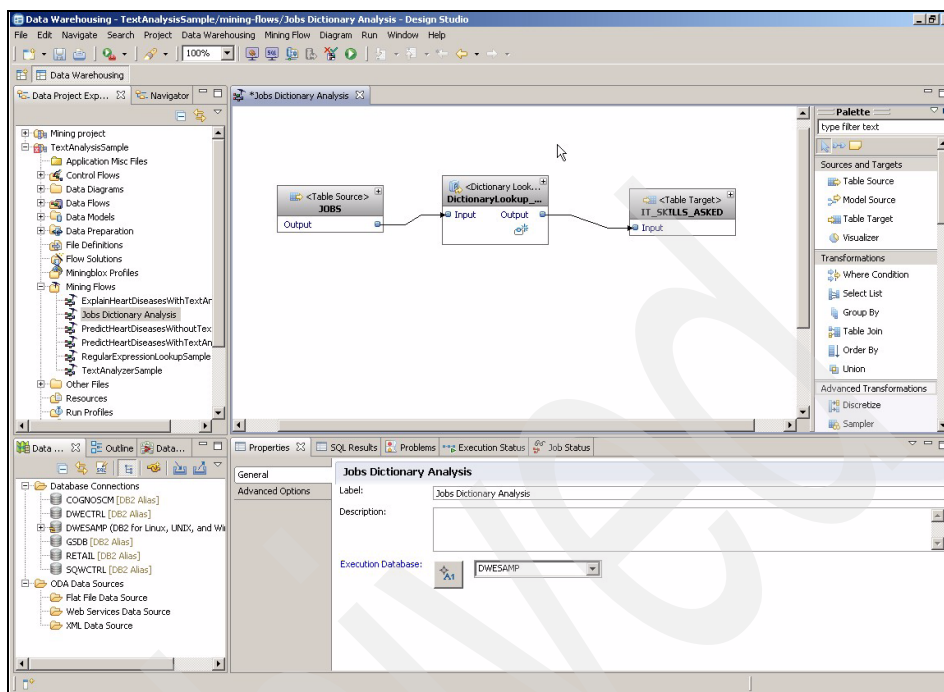 Data Warehousing - TextAnalysisSample/mining-flows/Jobs Dictionary Analysis - Design Studio
File Edit Navigate Search Project Data Warehousing Mining Flow Diagram Run Window Help
100%
Data Warehousing
Data Project Exp...
Navigator
Mining project
TextAnalysisSample
Application Misc Files
Control Flows
Data Diagrams
Data Flows
Data Models
Data Preparation
File Definitions
Flow Solutions
Miningblox Profiles
Mining Flows
ExplainHeartDiseasesWithTextAr
Jobs Dictionary Analysis
PredictHeartDiseasesWithoutTex
PredictHeartDiseasesWithTextAn
RegularExpressionLookupSample
TextAnalyzerSample
Other Files
Resources
Run Profiles
*Jobs Dictionary Analysis
<Table Source>
JOBS
Output
<Dictionary Look...
DictionaryLookup_...
Input Output
<Table Target>
IT_SKILLS_ASKED
Input
Palette
type filter text
Sources and Targets
Table Source
Model Source
Table Target
Visualizer
Transformations
Where Condition
Select List
Group By
Table Join
Order By
Union
Advanced Transformations
Discretize
Sampler
Data ...
Outline
Data...
Database Connections
COGNOSCM [DB2 Alias]
DWECTRL [DB2 Alias]
DWESAMP (DB2 for Linux, UNIX, and Wi
GSDB [DB2 Alias]
RETAIL [DB2 Alias]
SQWCTRL [DB2 Alias]
ODA Data Sources
Flat File Data Source
Web Services Data Source
XML Data Source
Properties
SQL Results
Problems
Execution Status
Job Status
General
Advanced Options
Jobs Dictionary Analysis
Label:
Jobs Dictionary Analysis
Description:
Execution Database:
A1
DWESAMP